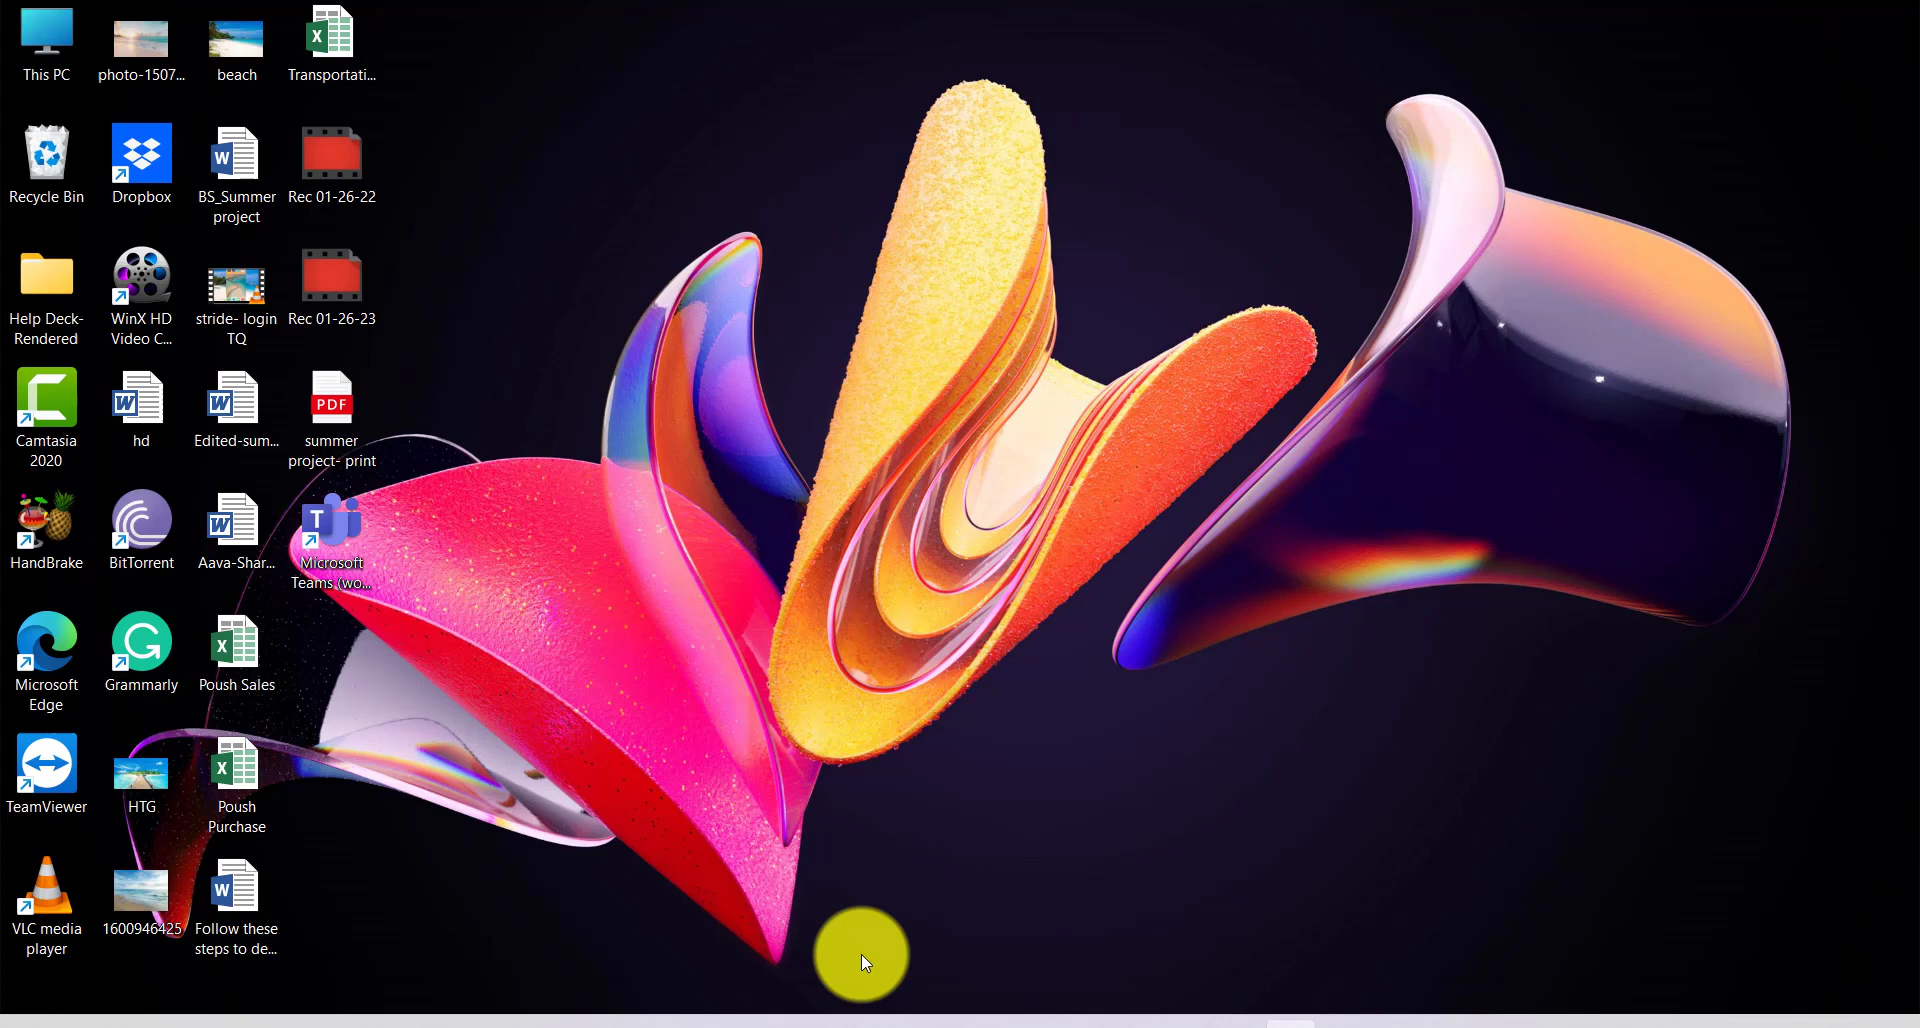 This PC
photo-1507...
beach
Transportati...
X
Recycle Bin
Dropbox
W
BS_Summer
project
Rec 01-26-22
Help Deck-
Rendered
WinX HD
Video C...
stride- login
TQ
Rec 01-26-23
Camtasia
2020
W
hd
W
Edited-sum...
PDF
summer
project- print
HandBrake
BitTorrent
W
Aava-Shar...
T
Microsoft
Teams (wo...
Microsoft
Edge
G
Grammarly
X
Poush Sales
TeamViewer
HTG
X
Poush
Purchase
VLC media
player
1600946425
W
Follow these
steps to de...